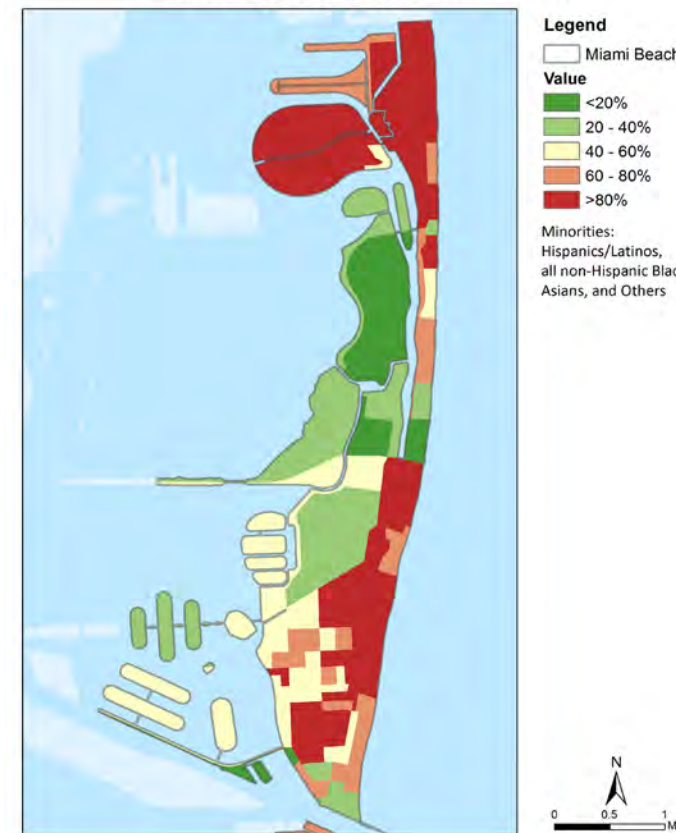 Legend
Miami Beach
Value
<20%
20 - 40%
40 - 60%
60 - 80%
>80%
Minorities:
Hispanics/Latinos,
all non-Hispanic Blac
Asians, and Others
N
0 0.5 1
M